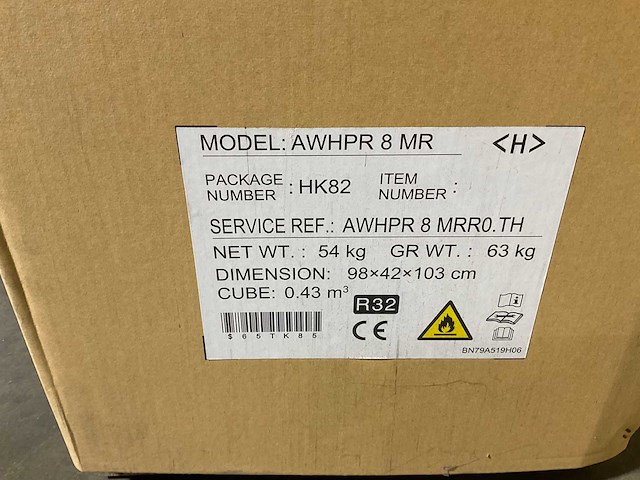 MODEL: AWHPR 8 MR <H>
PACKAGE NUMBER : HK82 ITEM NUMBER :
SERVICE REF.: AWHPR 8 MRR0.TH
NET WT. : 54 kg GR WT. : 63 kg
DIMENSION: 98×42×103 cm
CUBE: 0.43 m³
R32
$65TK85
CE
BN79A519H06